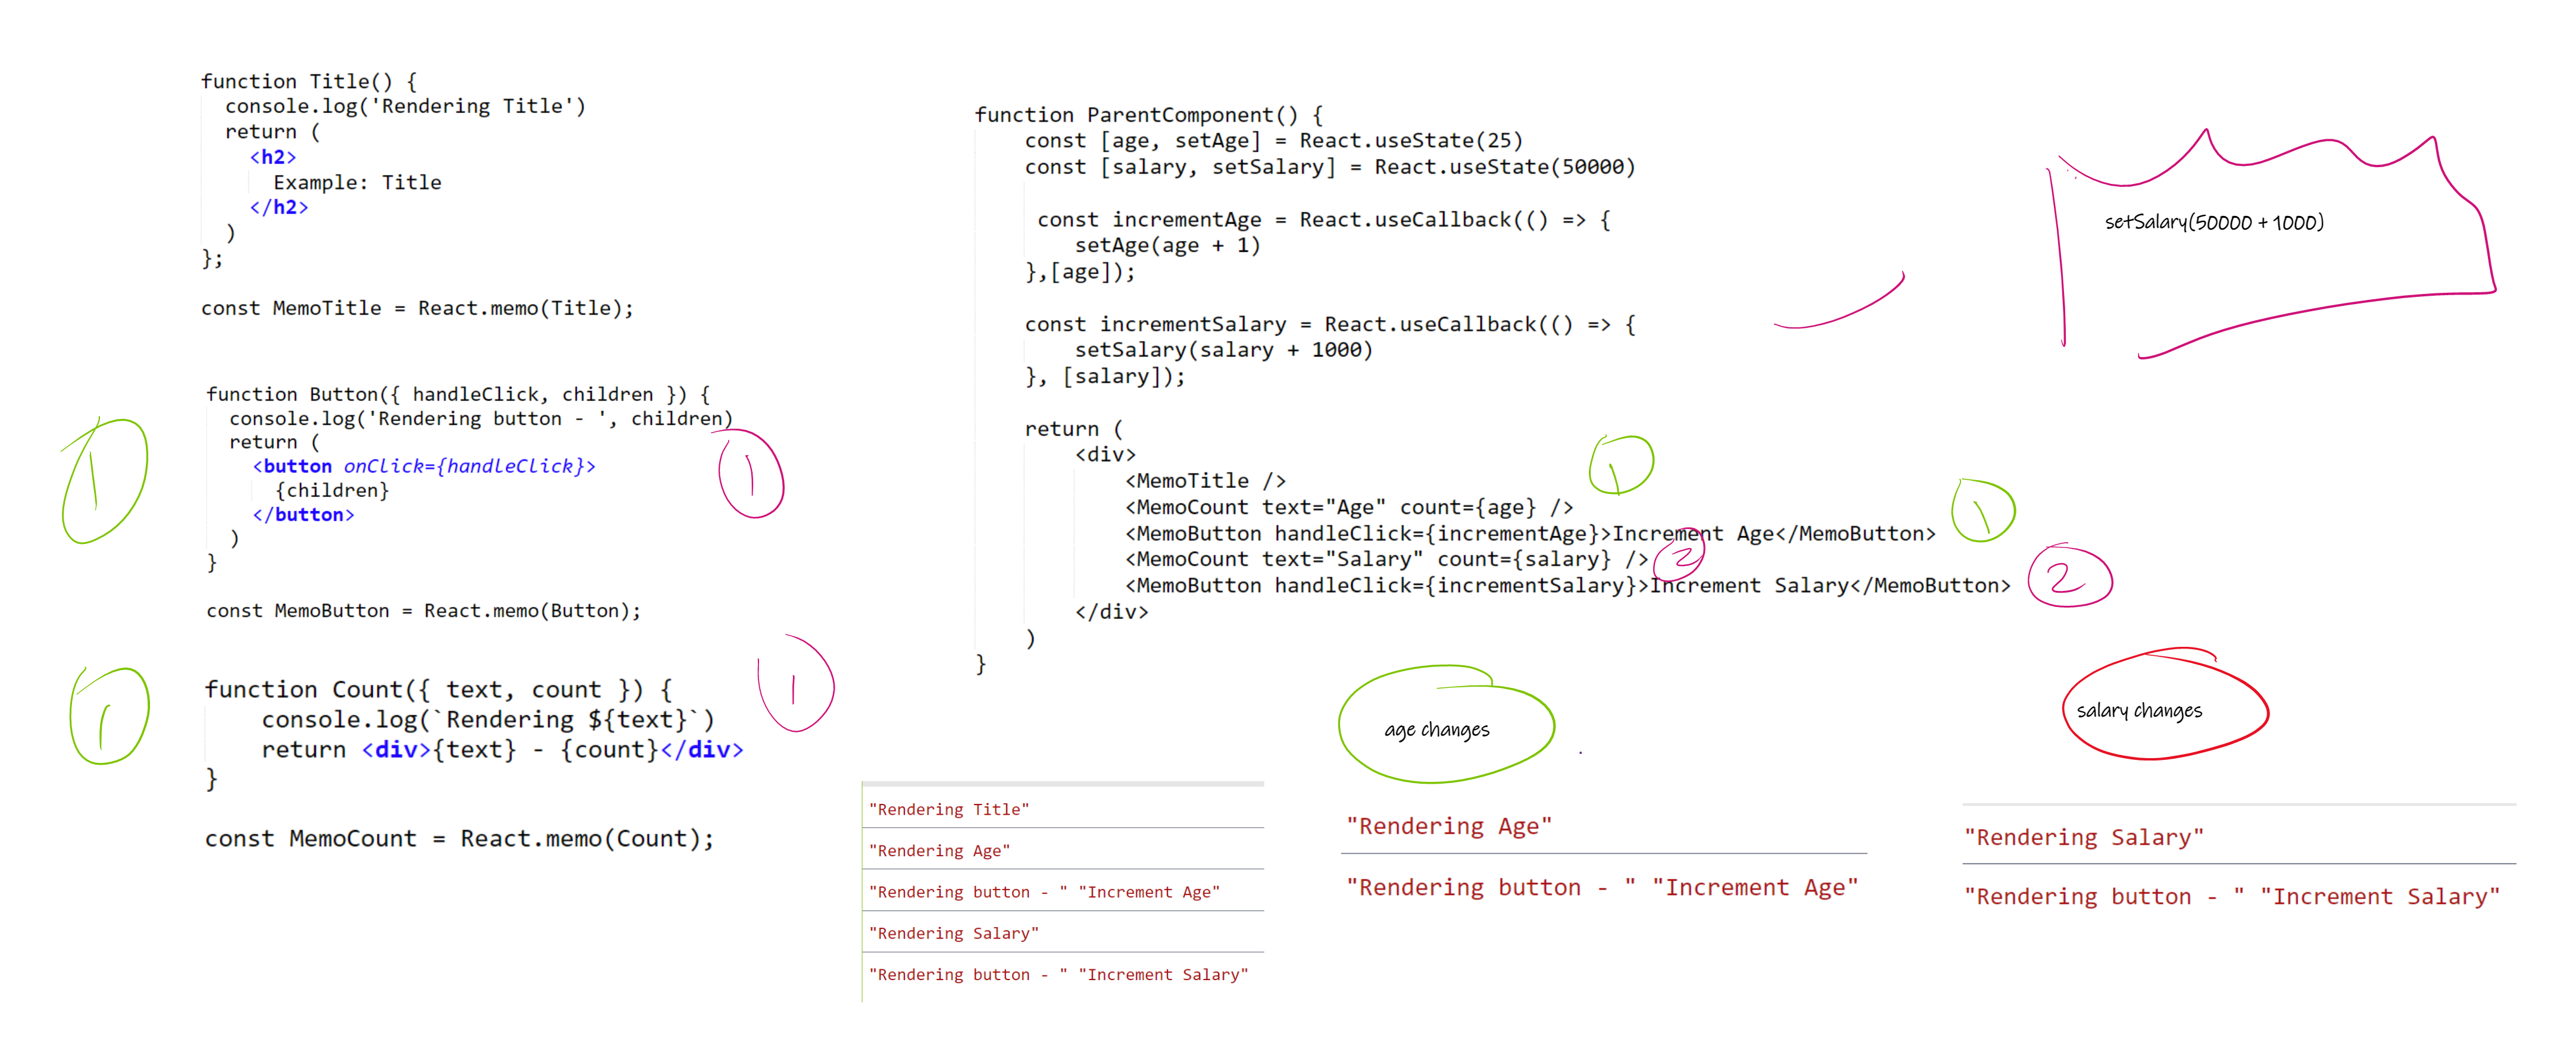 function Title() {
console.log('Rendering Title')
return (
<h2>
Example: Title
</h2>
)
};
const MemoTitle = React.memo(Title);
function Button({ handleClick, children }) {
console.log('Rendering button - ', children)
return (
<button onClick={handleClick}>
{children}
</button>
)
}
const MemoButton = React.memo(Button);
1
1
function Count({ text, count }) {
console.log(`Rendering ${text}`)
return <div>{text} - {count}</div>
}
const MemoCount = React.memo(Count);
1
1
function ParentComponent() {
const [age, setAge] = React.useState(25)
const [salary, setSalary] = React.useState(50000)
const incrementAge = React.useCallback(() => {
setAge(age + 1)
},[age]);
const incrementSalary = React.useCallback(() => {
setSalary(salary + 1000)
}, [salary]);
return (
<div>
<MemoTitle />
<MemoCount text="Age" count={age} />
<MemoButton handleClick={incrementAge}>Increment Age</MemoButton>
<MemoCount text="Salary" count={salary} />
<MemoButton handleClick={incrementSalary}>Increment Salary</MemoButton>
</div>
)
}
1
1
2
2
setSalary(50000 + 1000)
"Rendering Title"
"Rendering Age"
"Rendering button - " "Increment Age"
"Rendering Salary"
"Rendering button - " "Increment Salary"
age changes
"Rendering Age"
"Rendering button - " "Increment Age"
salary changes
"Rendering Salary"
"Rendering button - " "Increment Salary"